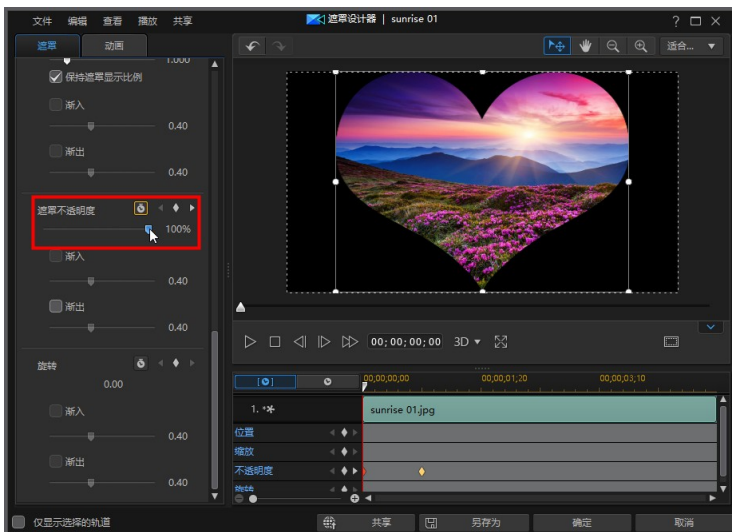 文件 编辑 查看 播放 共享 遮罩设计器 | sunrise 01 ?
遮罩 动画 适合...
1.000
保持遮罩显示比例
渐入
0.40
渐出
0.40
遮罩不透明度
100%
渐入
0.40
渐出
0.40
00;00;00;00 3D
旋转
0.00
00;00;00;00 00;00;01;20 00;00;03;10
渐入
0.40
渐出
0.40
1. sunrise 01.jpg
位置
缩放
不透明度
旋转
仅显示选择的轨道 共享 另存为 确定 取消